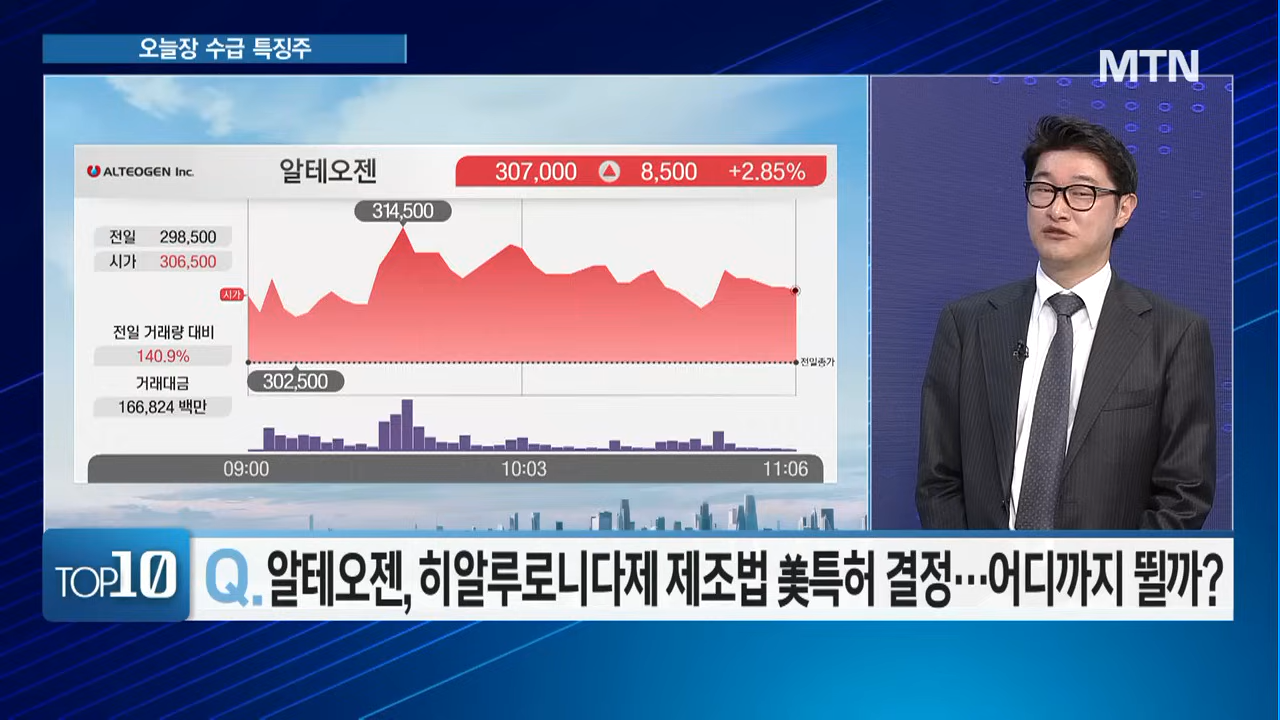 오늘장 수급 특징주
MTN
ALTEOGEN Inc.
알테오젠
307,000 8,500 +2.85%
314,500
전일 298,500
시가 306,500
시가
전일 거래량 대비
140.9%
전일종가
거래대금
302,500
166,824 백만
09:00 10:03 11:06
TOP10
Q. 알테오젠, 히알루로니다제 제조법 美특허 결정…어디까지 뛸까?